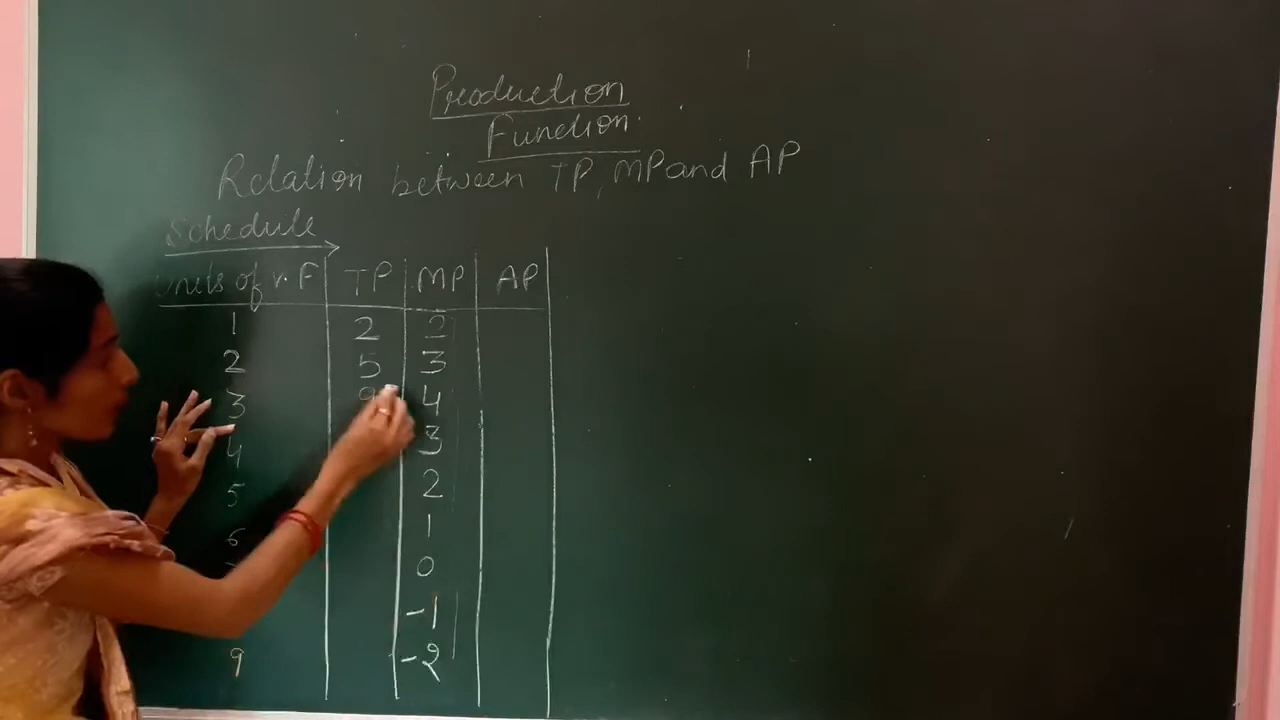 Production
Function
Relation between TP, MP and AP
Schedule
Units of v. F TP MP AP
1 2 2
2 5 3
3 9 4
4 3
5 2
6 1
0
-1
9 -2